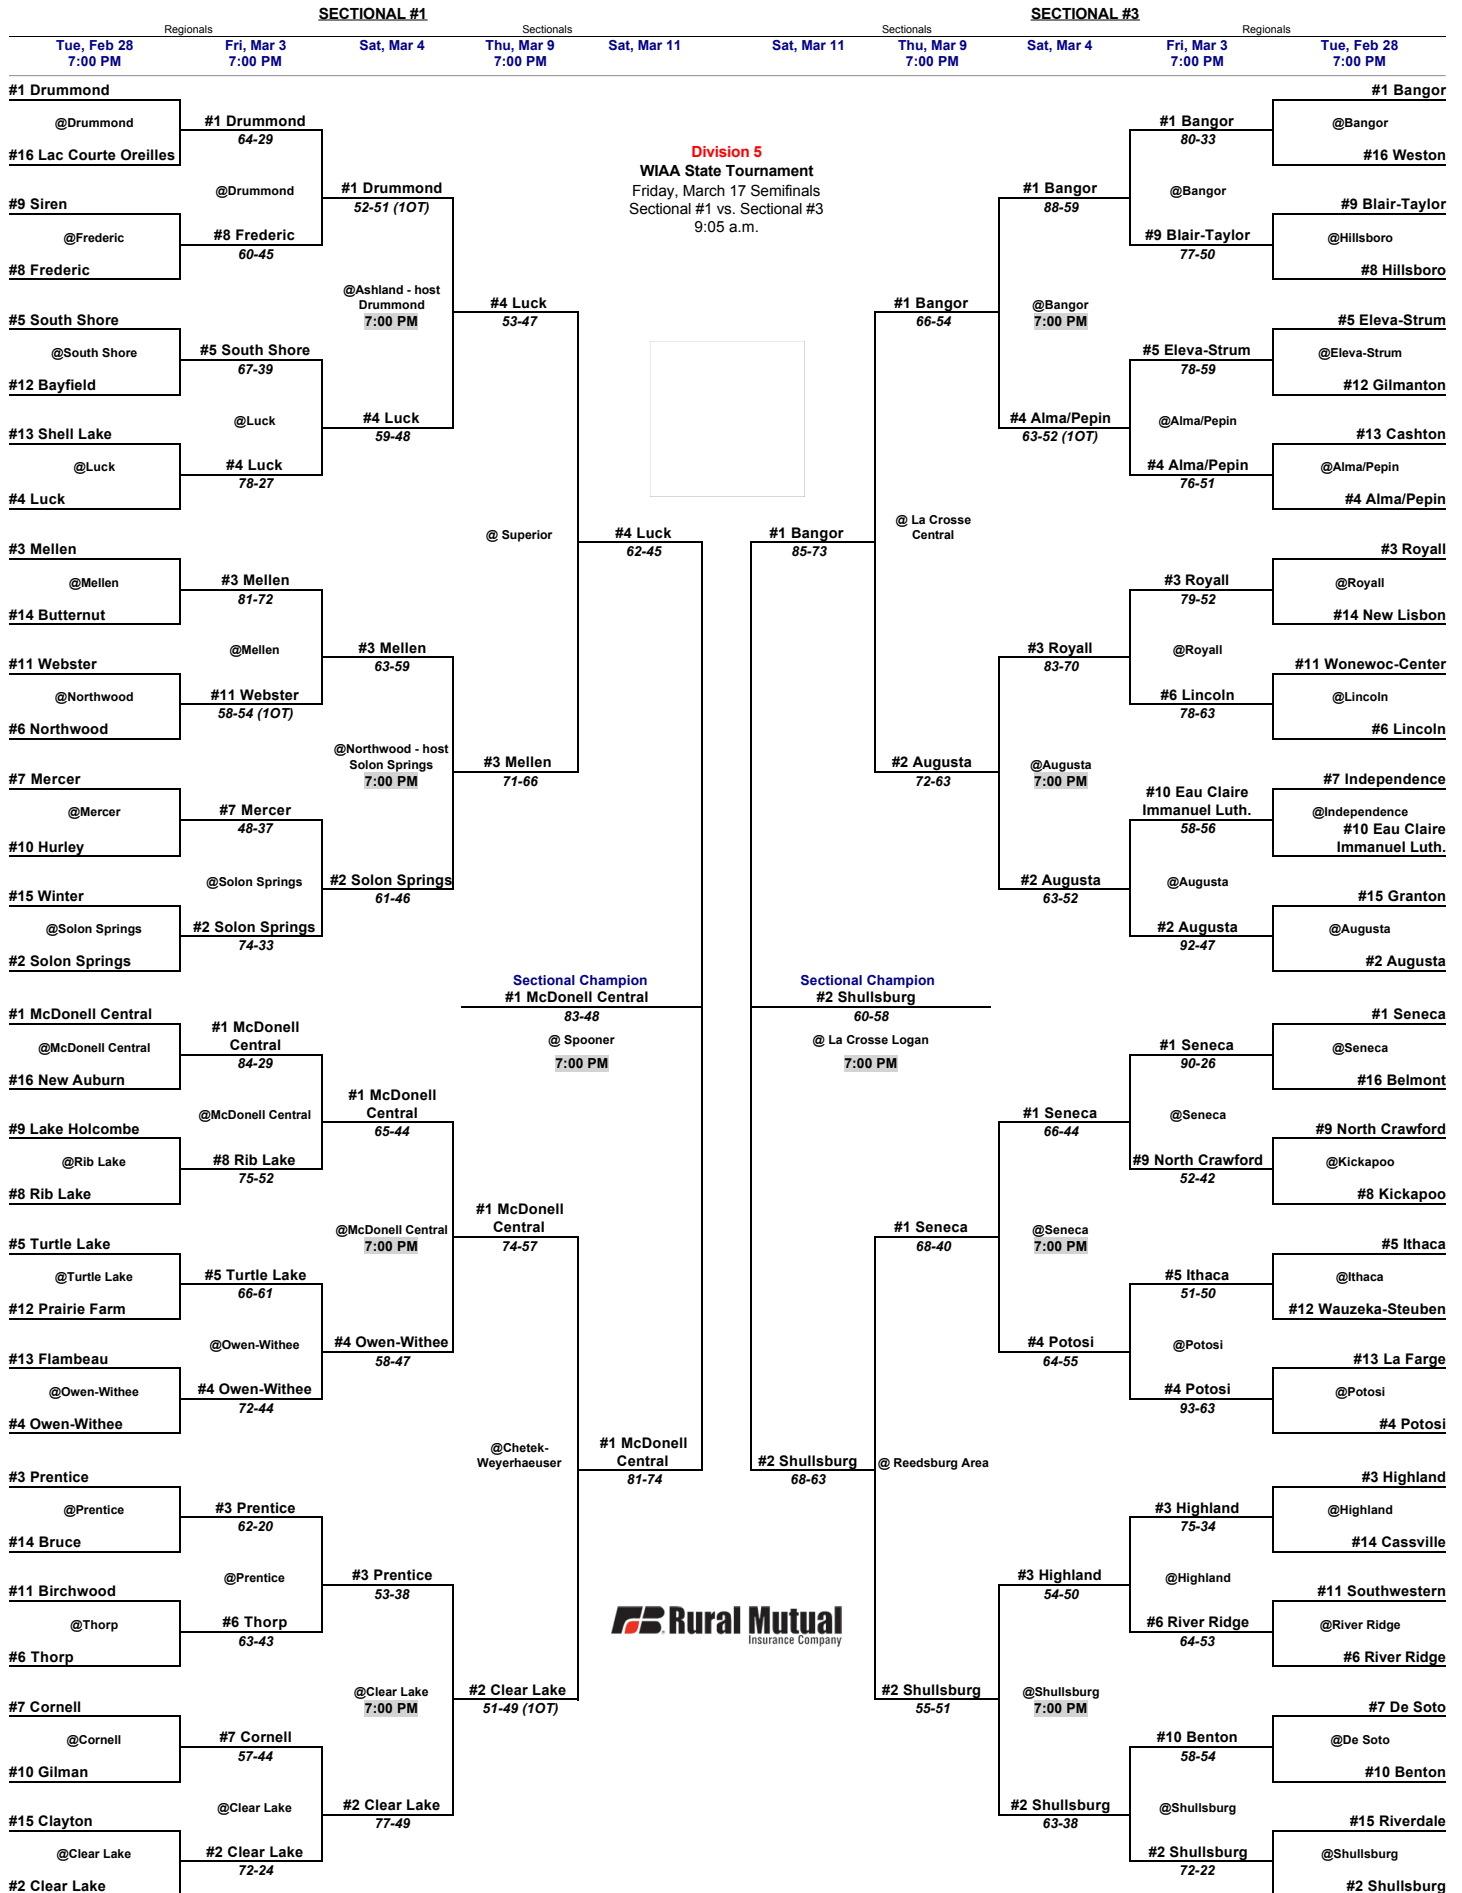 SECTIONAL #1
SECTIONAL #3
Regionals
Sectionals
Sectionals
Regionals
Tue, Feb 28
7:00 PM
Fri, Mar 3
7:00 PM
Sat, Mar 4
Thu, Mar 9
7:00 PM
Sat, Mar 11
Sat, Mar 11
Thu, Mar 9
7:00 PM
Sat, Mar 4
Fri, Mar 3
7:00 PM
Tue, Feb 28
7:00 PM
#1 Drummond
@Drummond
#16 Lac Courte Oreilles
#9 Siren
@Frederic
#8 Frederic
#5 South Shore
@South Shore
#12 Bayfield
#13 Shell Lake
@Luck
#4 Luck
#3 Mellen
@Mellen
#14 Butternut
#11 Webster
@Northwood
#6 Northwood
#7 Mercer
@Mercer
#10 Hurley
#15 Winter
@Solon Springs
#2 Solon Springs
#1 McDonell Central
@McDonell Central
#16 New Auburn
#9 Lake Holcombe
@Rib Lake
#8 Rib Lake
#5 Turtle Lake
@Turtle Lake
#12 Prairie Farm
#13 Flambeau
@Owen-Withee
#4 Owen-Withee
#3 Prentice
@Prentice
#14 Bruce
#11 Birchwood
@Thorp
#6 Thorp
#7 Cornell
@Cornell
#10 Gilman
#15 Clayton
@Clear Lake
#2 Clear Lake
#1 Drummond
64-29
@Drummond
#8 Frederic
60-45
#5 South Shore
67-39
@Luck
#4 Luck
78-27
#3 Mellen
81-72
@Mellen
#11 Webster
58-54 (1OT)
#7 Mercer
48-37
@Solon Springs
#2 Solon Springs
74-33
#1 McDonell
Central
84-29
@McDonell Central
#8 Rib Lake
75-52
#5 Turtle Lake
66-61
@Owen-Withee
#4 Owen-Withee
72-44
#3 Prentice
62-20
@Prentice
#6 Thorp
63-43
#7 Cornell
57-44
@Clear Lake
#2 Clear Lake
72-24
#1 Drummond
52-51 (1OT)
@Ashland - host
Drummond
7:00 PM
#4 Luck
59-48
#3 Mellen
63-59
@Northwood - host
Solon Springs
7:00 PM
#2 Solon Springs
61-46
#1 McDonell
Central
65-44
@McDonell Central
7:00 PM
#4 Owen-Withee
58-47
#3 Prentice
53-38
@Clear Lake
7:00 PM
#2 Clear Lake
77-49
#4 Luck
53-47
@ Superior
#3 Mellen
71-66
#1 McDonell
Central
74-57
@Chetek-
Weyerhaeuser
#2 Clear Lake
51-49 (1OT)
#4 Luck
62-45
Sectional Champion
#1 McDonell Central
83-48
@ Spooner
7:00 PM
#1 McDonell
Central
81-74
Division 5
WIAA State Tournament
Friday, March 17 Semifinals
Sectional #1 vs. Sectional #3
9:05 a.m.
Rural Mutual
Insurance Company
#1 Bangor
85-73
Sectional Champion
#2 Shullsburg
60-58
@ La Crosse Logan
7:00 PM
#2 Shullsburg
68-63
#1 Bangor
66-54
@ La Crosse
Central
#2 Augusta
72-63
#1 Seneca
68-40
@ Reedsburg Area
#2 Shullsburg
55-51
#1 Bangor
88-59
@Bangor
7:00 PM
#4 Alma/Pepin
63-52 (1OT)
#3 Royall
83-70
@Augusta
7:00 PM
#2 Augusta
63-52
#1 Seneca
66-44
@Seneca
7:00 PM
#4 Potosi
64-55
#3 Highland
54-50
@Shullsburg
7:00 PM
#2 Shullsburg
63-38
#1 Bangor
80-33
@Bangor
#9 Blair-Taylor
77-50
#5 Eleva-Strum
78-59
@Alma/Pepin
#4 Alma/Pepin
76-51
#3 Royall
79-52
@Royall
#6 Lincoln
78-63
#10 Eau Claire
Immanuel Luth.
58-56
@Augusta
#2 Augusta
92-47
#1 Seneca
90-26
@Seneca
#9 North Crawford
52-42
#5 Ithaca
51-50
@Potosi
#4 Potosi
93-63
#3 Highland
75-34
@Highland
#6 River Ridge
64-53
#10 Benton
58-54
@Shullsburg
#2 Shullsburg
72-22
#1 Bangor
@Bangor
#16 Weston
#9 Blair-Taylor
@Hillsboro
#8 Hillsboro
#5 Eleva-Strum
@Eleva-Strum
#12 Gilmanton
#13 Cashton
@Alma/Pepin
#4 Alma/Pepin
#3 Royall
@Royall
#14 New Lisbon
#11 Wonewoc-Center
@Lincoln
#6 Lincoln
#7 Independence
@Independence
#10 Eau Claire
Immanuel Luth.
#15 Granton
@Augusta
#2 Augusta
#1 Seneca
@Seneca
#16 Belmont
#9 North Crawford
@Kickapoo
#8 Kickapoo
#5 Ithaca
@Ithaca
#12 Wauzeka-Steuben
#13 La Farge
@Potosi
#4 Potosi
#3 Highland
@Highland
#14 Cassville
#11 Southwestern
@River Ridge
#6 River Ridge
#7 De Soto
@De Soto
#10 Benton
#15 Riverdale
@Shullsburg
#2 Shullsburg